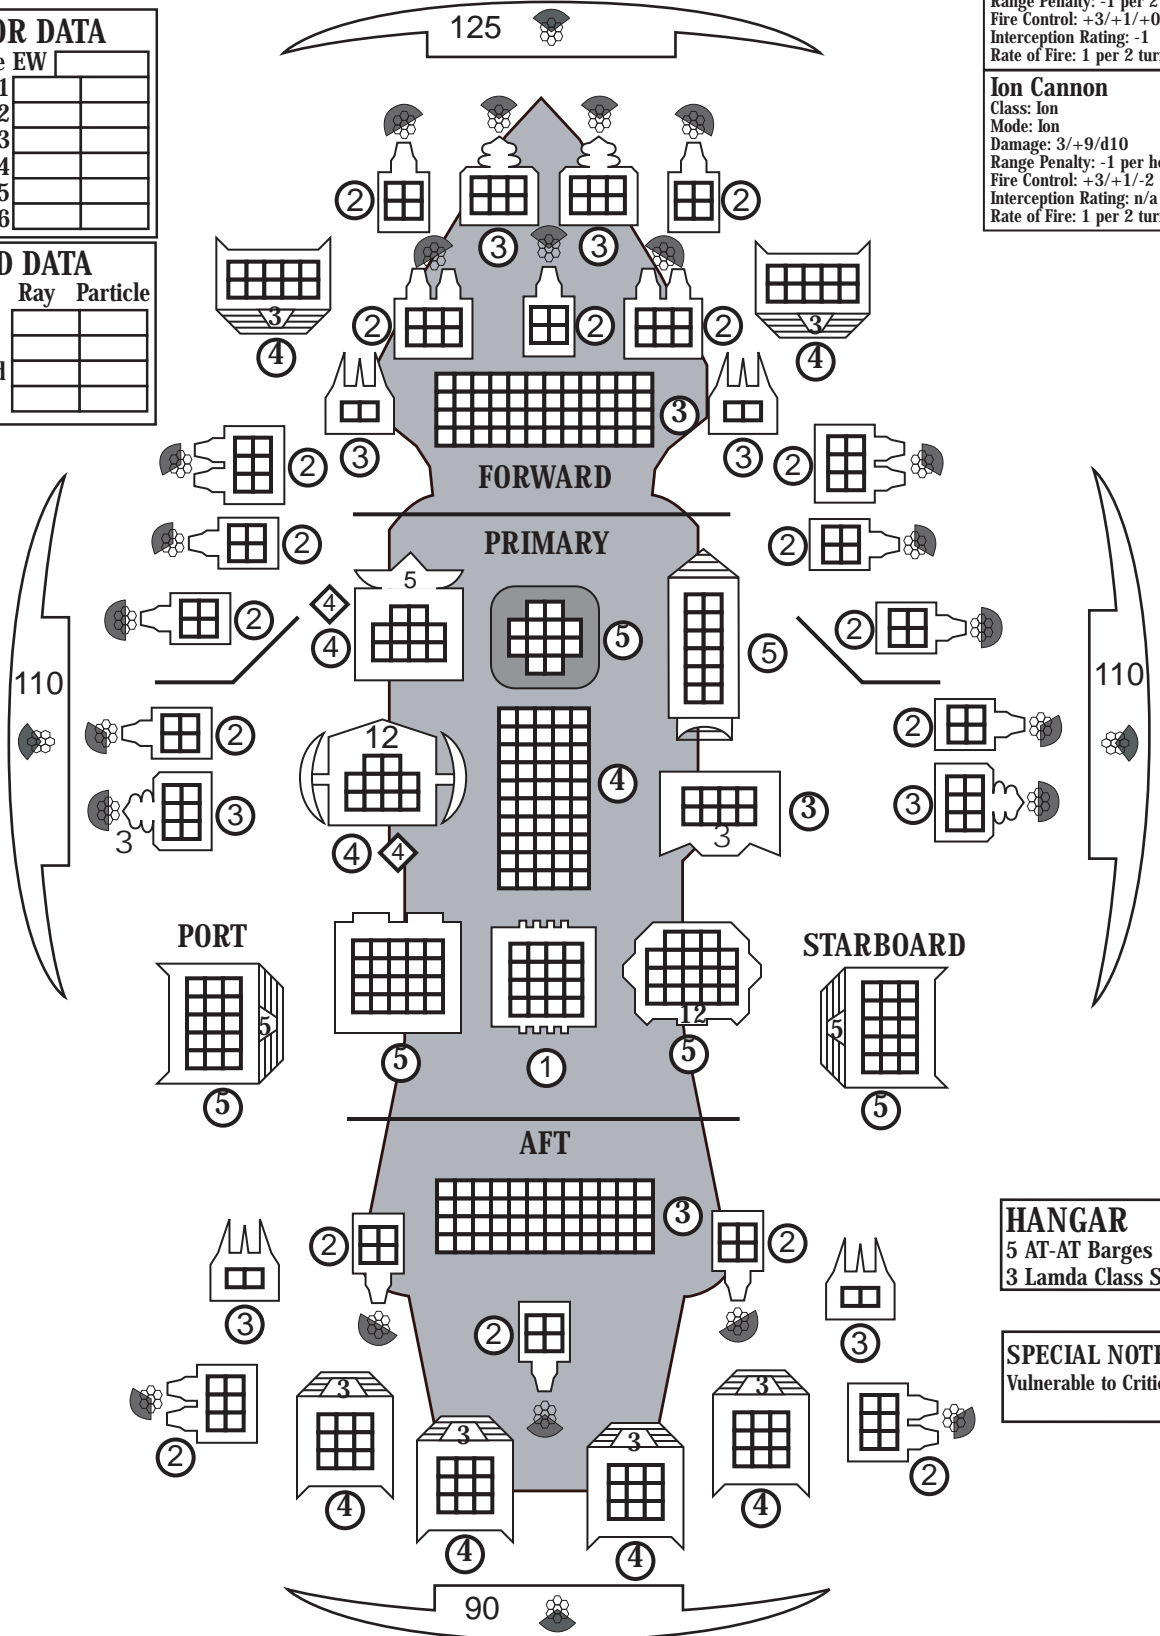 OR DATA
e EW
1
2
3
4
5
6
D DATA
Ray Particle
d
125
Range Penalty: -1 per 2
Fire Control: +3/+1/+0
Interception Rating: -1
Rate of Fire: 1 per 2 tur
Ion Cannon
Class: Ion
Mode: Ion
Damage: 3/+9/d10
Range Penalty: -1 per h
Fire Control: +3/+1/-2
Interception Rating: n/a
Rate of Fire: 1 per 2 tur
2
3
3
2
3
4
2
2
2
3
4
3
3
3
FORWARD
2
2
PRIMARY
2
2
5
4
4
5
5
2
2
110
110
12
4
4
4
3
3
2
3
3
2
3
PORT
STARBOARD
5
5
5
1
12
5
5
5
AFT
3
2
2
3
2
3
HANGAR
5 AT-AT Barges
3 Lamda Class S
SPECIAL NOTE
Vulnerable to Critic
2
3
4
3
4
3
4
3
4
2
90